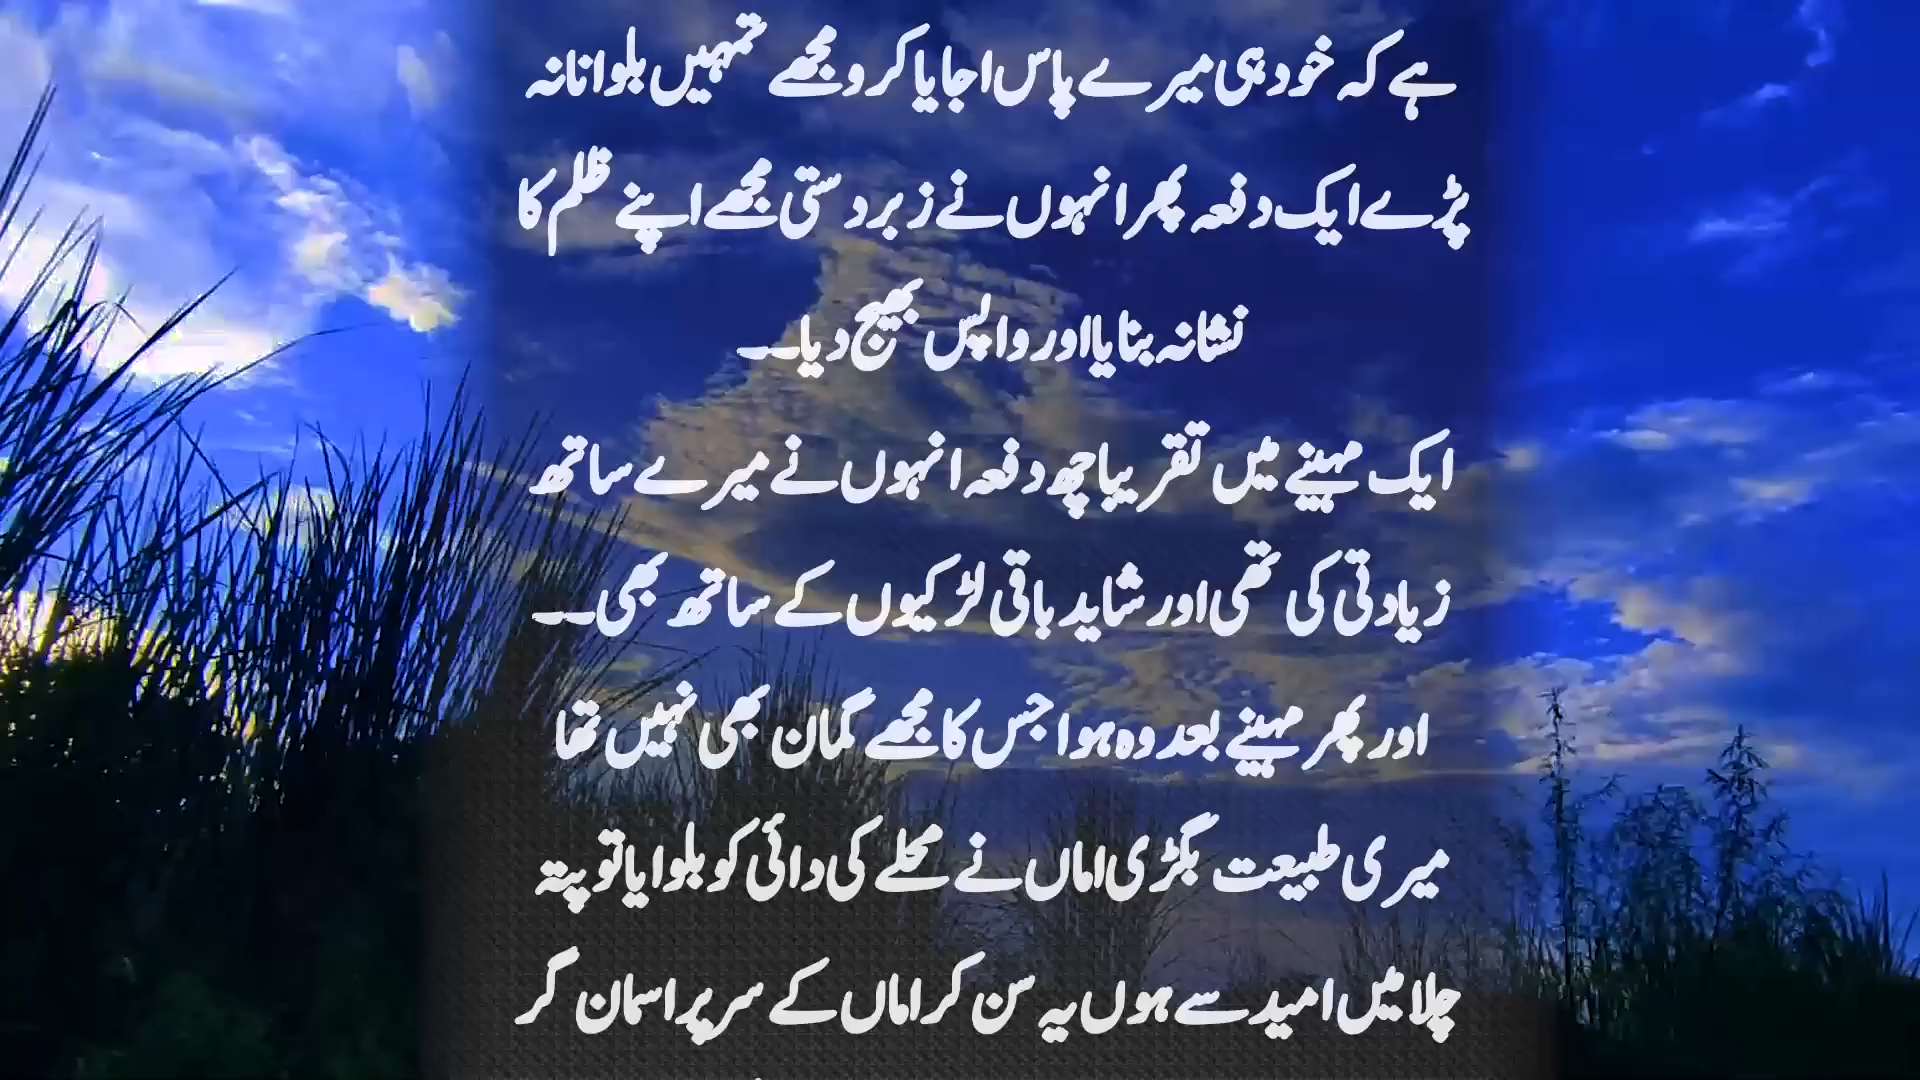 ہے کہ خود ہی میرے پاس اجایا کرو مجھے تمہیں بلوانا نہ
پڑے ایک دفعہ پھر انہوں نے زبردستی مجھے اپنے ظلم کا
نشانہ بنایا اور واپس بھیج دیا۔۔
ایک مہینے میں تقریبا چھ دفعہ انہوں نے میرے ساتھ
زیادتی کی تھی اور شاید باقی لڑکیوں کے ساتھ بھی۔۔
اور پھر مہینے بعد وہ ہوا جس کا مجھے گمان بھی نہیں تھا
میری طبیعت بگڑی اماں نے محلے کی دائی کو بلوایا تو پتہ
چلا میں امید سے ہوں یہ سن کر اماں کے سر پر اسمان گر